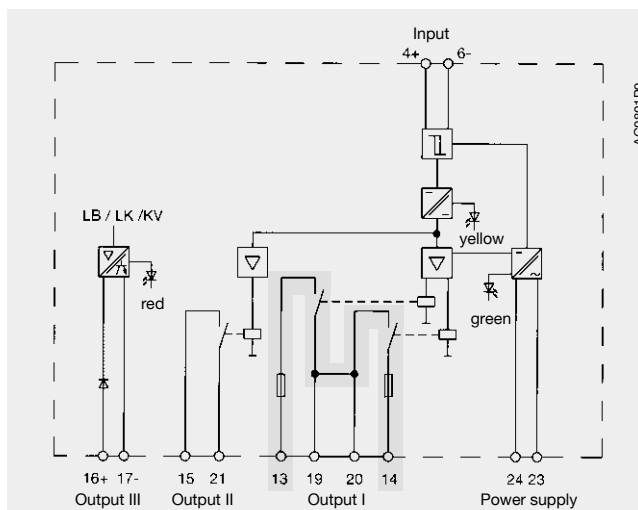 Input
4+ 6-
LB / LK /KV
yellow
red
green
16+ 17- 15 21 13 19 20 14 24 23
Output III Output II Output I Power supply